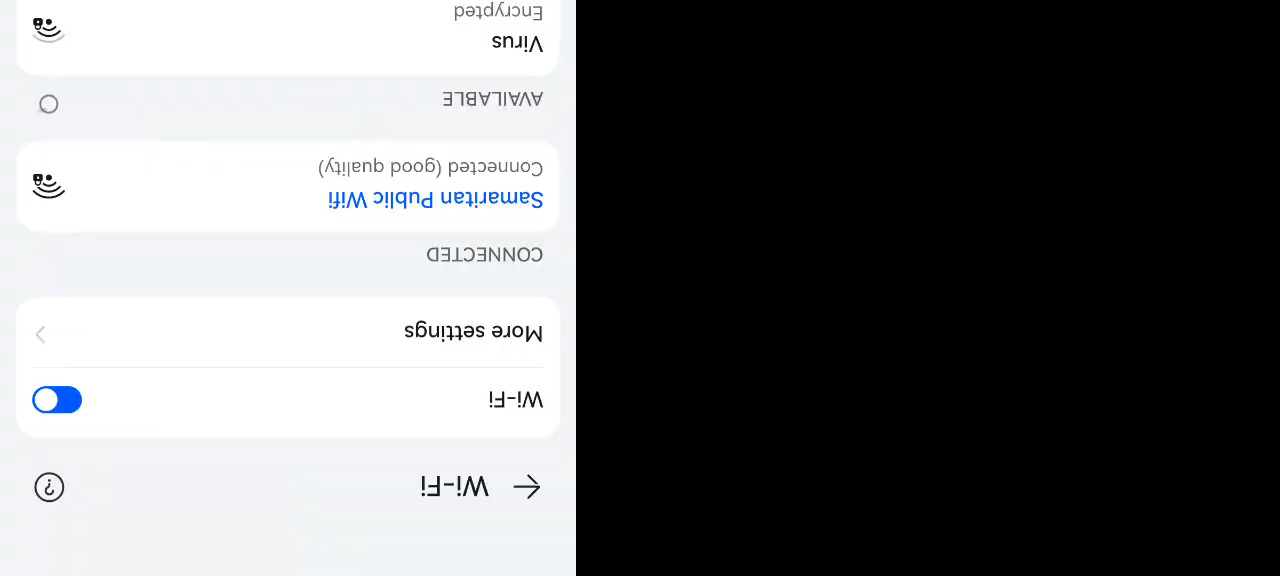 Wi-Fi
Wi-Fi
More settings
CONNECTED
Samaritan Public Wifi
Connected (good quality)
AVAILABLE
Virus
Encrypted